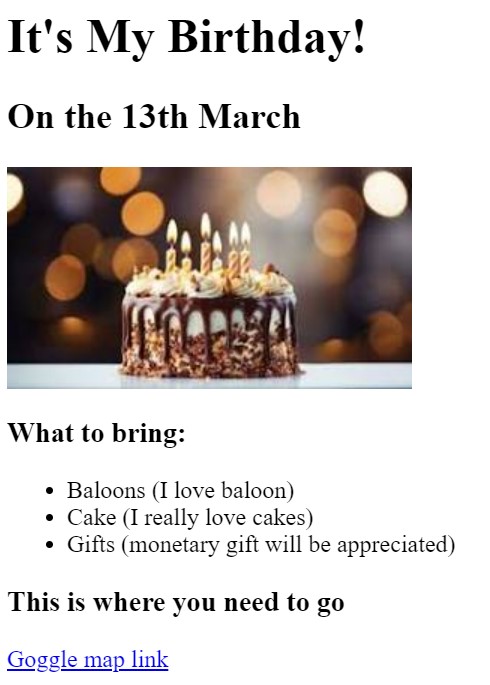 It's My Birthday!
On the 13th March
What to bring:
Baloons (I love baloon)
Cake (I really love cakes)
Gifts (monetary gift will be appreciated)
This is where you need to go
Goggle map link